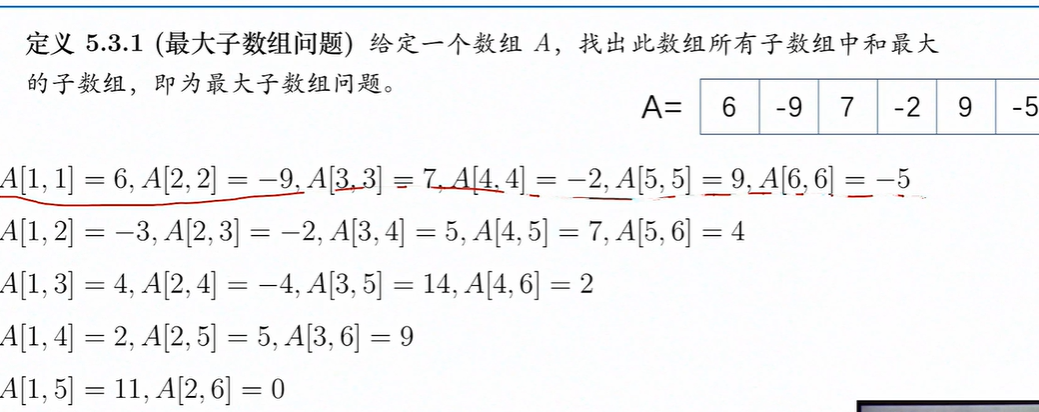 定义 5.3.1 (最大子数组问题) 给定一个数组 A，找出此数组所有子数组中和最大
的子数组，即为最大子数组问题。
A= 6 -9 7 -2 9 -5
A[1, 1] = 6, A[2, 2] = −9, A[3, 3] = 7, A[4, 4] = −2, A[5, 5] = 9, A[6, 6] = −5
A[1, 2] = −3, A[2, 3] = −2, A[3, 4] = 5, A[4, 5] = 7, A[5, 6] = 4
A[1, 3] = 4, A[2, 4] = −4, A[3, 5] = 14, A[4, 6] = 2
A[1, 4] = 2, A[2, 5] = 5, A[3, 6] = 9
A[1, 5] = 11, A[2, 6] = 0